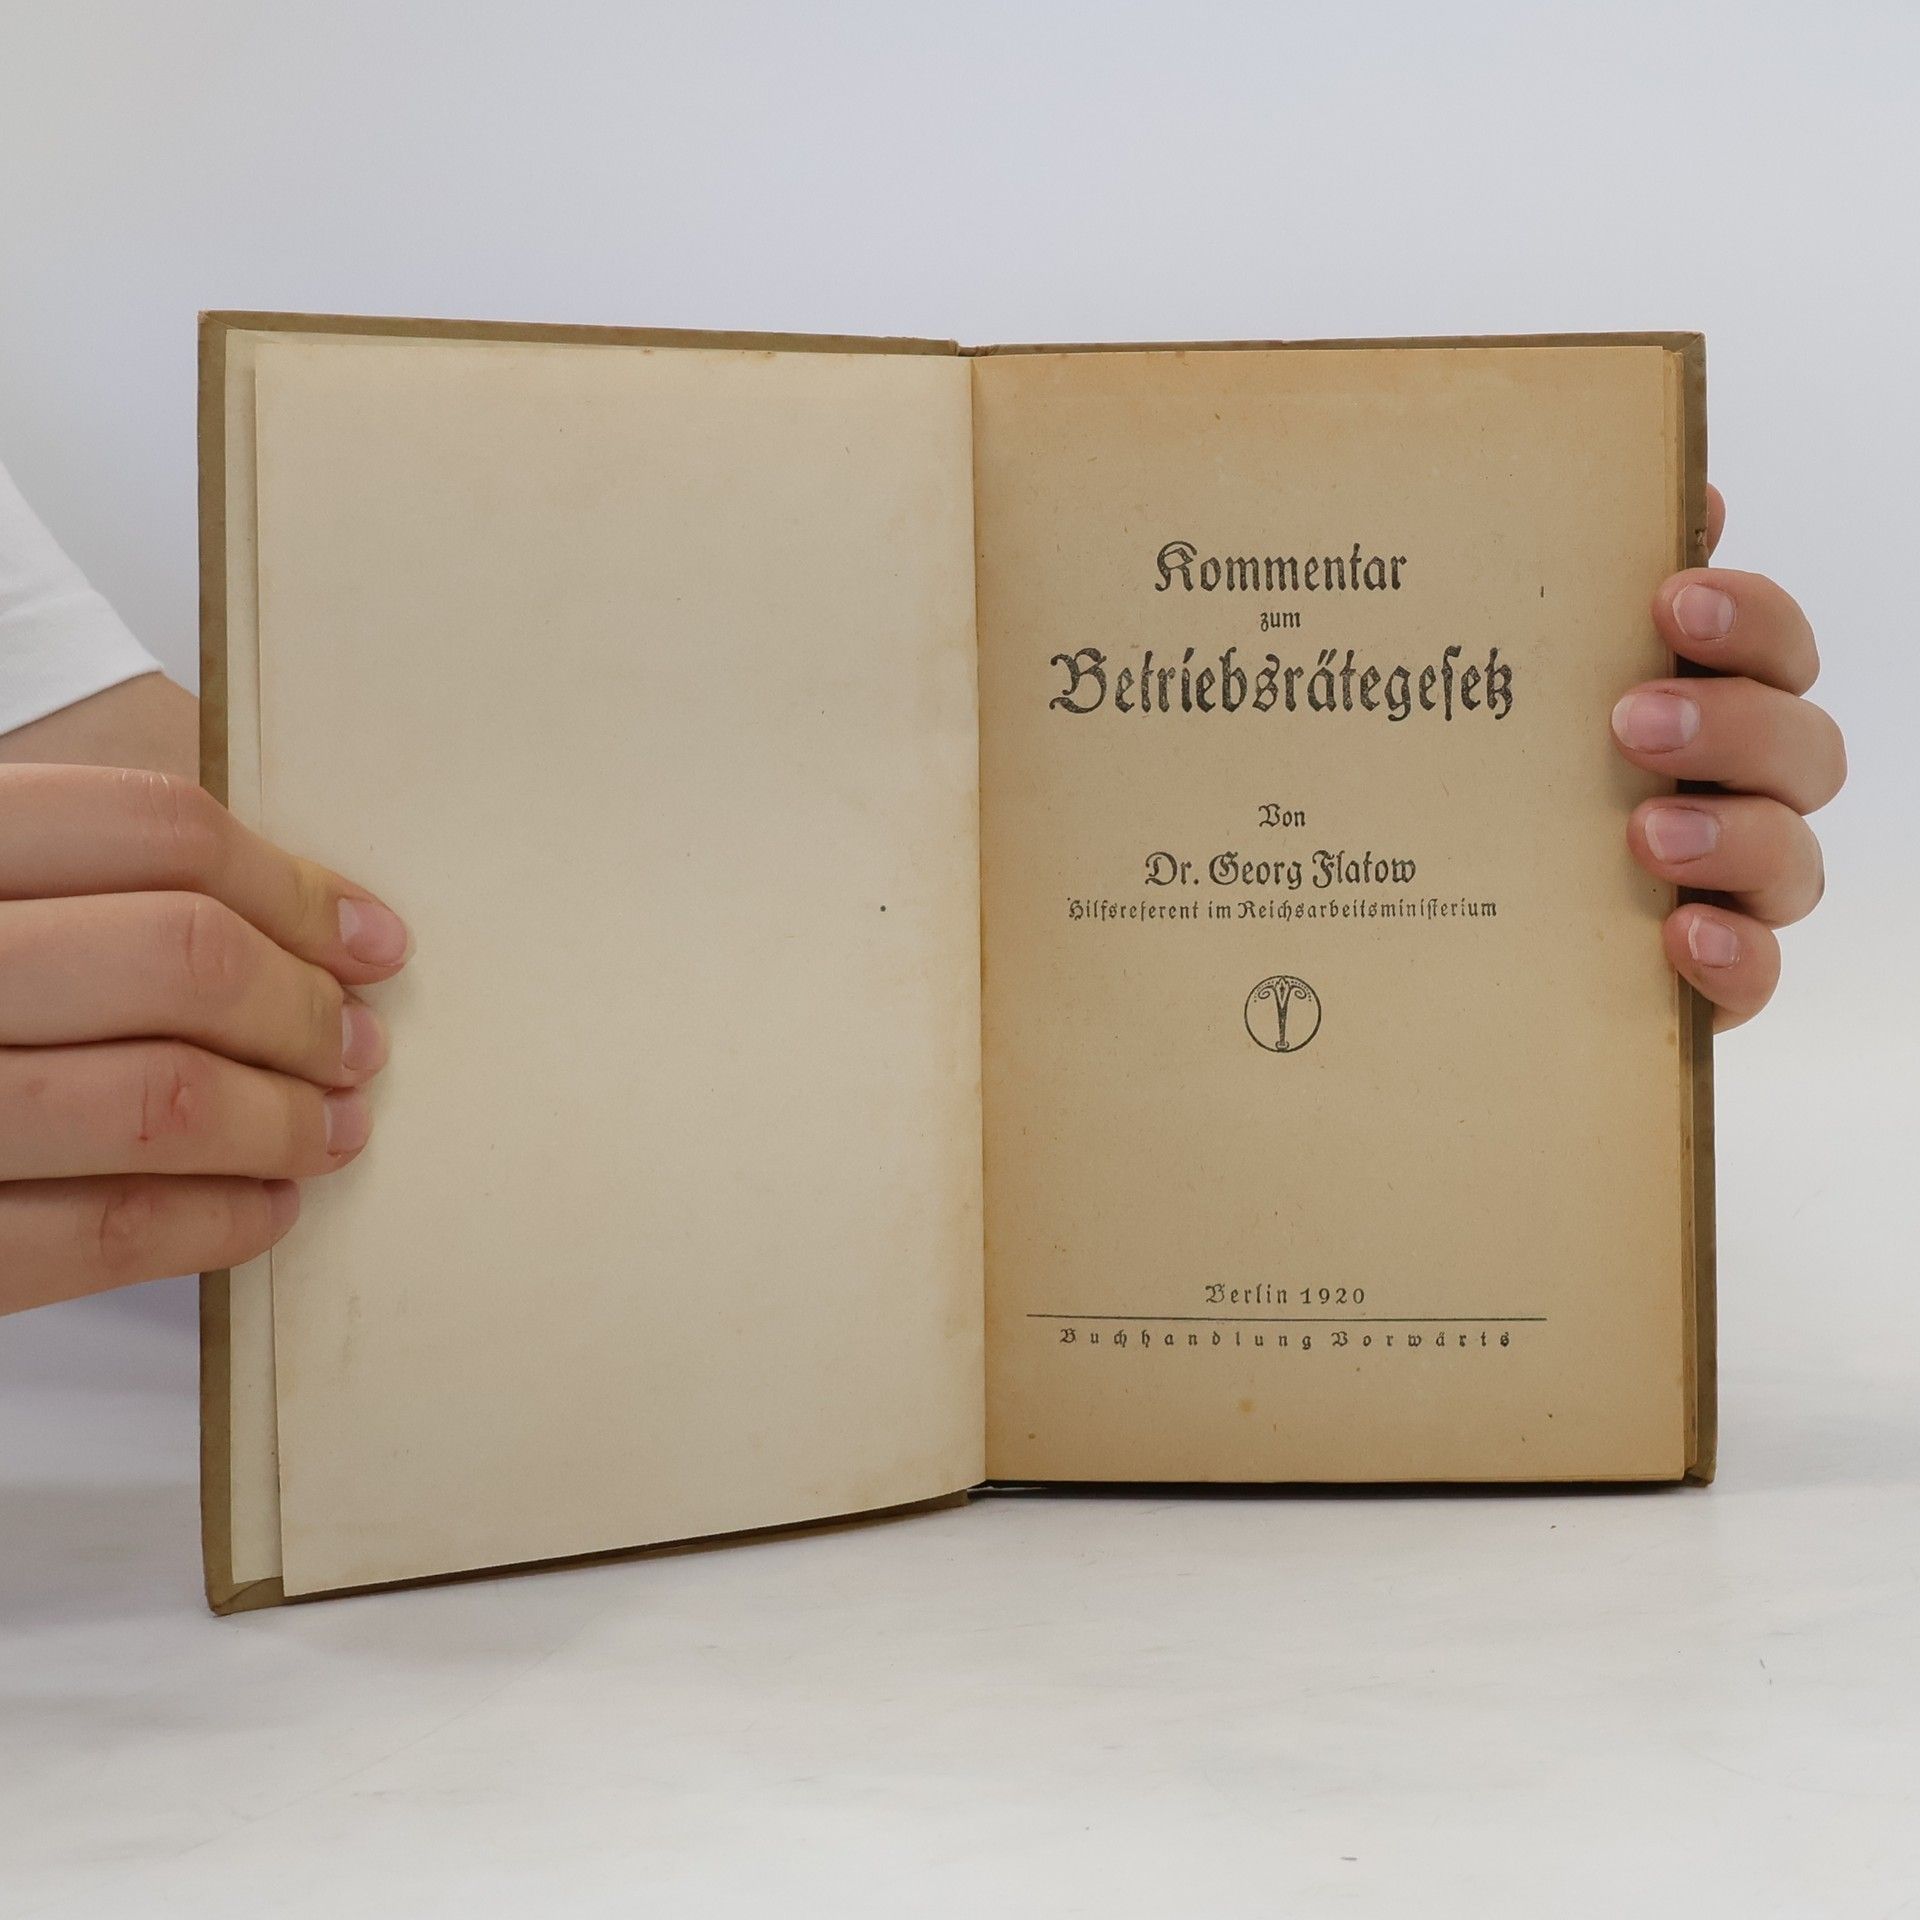 Kommentar
zum
Betriebsrätegesetz
Von
Dr. Georg Flatow
Hilfsreferent im Reichsarbeitsministerium
Berlin 1920
Buchhandlung Vorwärts